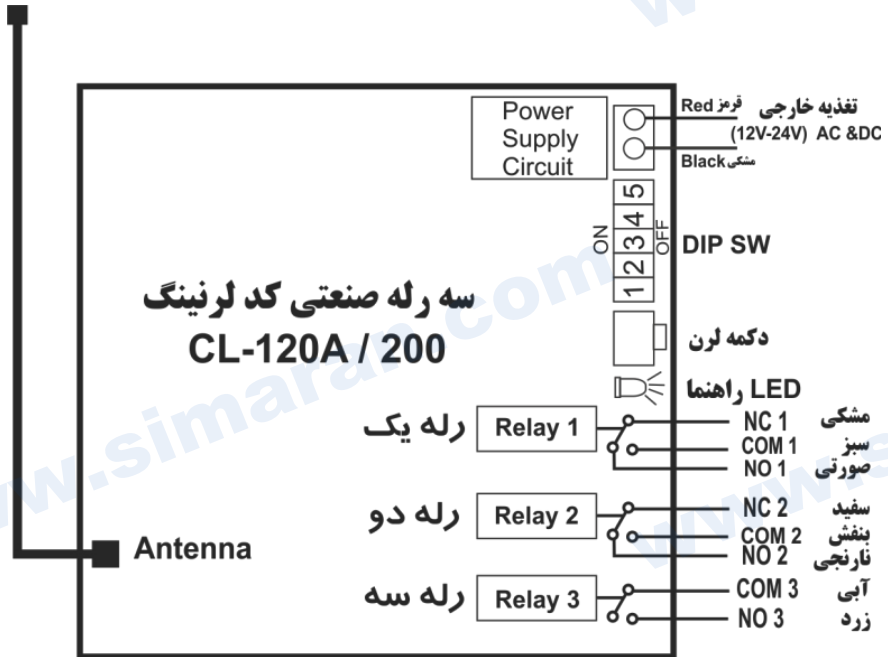 Power
Supply
Circuit
Red قرمز
تغذیه خارجی
(12V-24V) AC &DC
Black مشکی
ON
1 2 3 4 5
OFF
DIP SW
سه رله صنعتی کد لرنینگ
CL-120A / 200
دکمه لرن
LED راهنما
رله یک
Relay 1
NC 1 مشکی
COM 1 سبز
NO 1 صورتی
رله دو
Relay 2
NC 2 سفید
COM 2 بنفش
NO 2 نارنجی
Antenna
رله سه
Relay 3
COM 3 آبی
NO 3 زرد
www.simaran.com
www.s